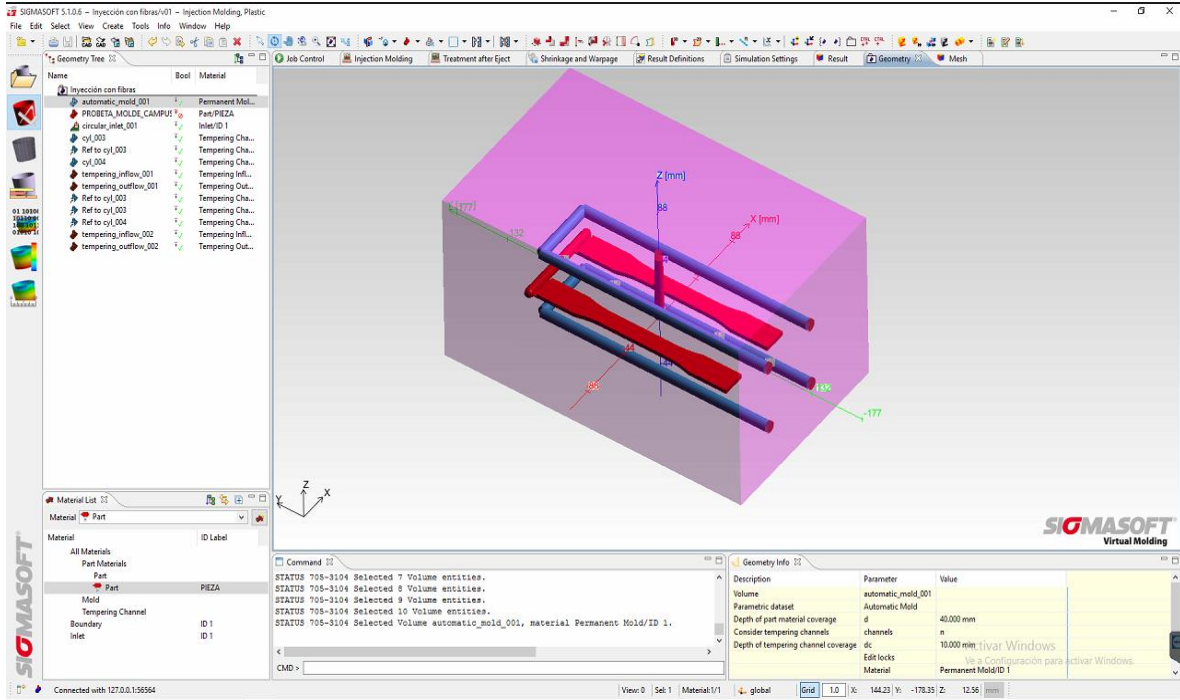 SIGMASOFT 5.1.0.6 – Inyección con fibras/v01 – Injection Molding, Plastic
File Edit Select View Create Tools Info Window Help
Geometry Tree
Job Control Injection Molding Treatment after Eject Shrinkage and Warpage Result Definitions Simulation Settings Result Geometry Mesh
Name Bool Material
Inyección con fibras
automatic_mold_001 Permanent Mol...
PROBETA_MOLDE_CAMPU: Part/PIEZA
circular_inlet_001 Inlet/ID 1
cyl_003 Tempering Cha...
Ref to cyl_003 Tempering Cha...
cyl_004 Tempering Cha...
tempering_inflow_001 Tempering Infl...
tempering_outflow_001 Tempering Out...
Ref to cyl_003 Tempering Cha...
Ref to cyl_003 Tempering Cha...
Ref to cyl_004 Tempering Cha...
tempering_inflow_002 Tempering Infl...
tempering_outflow_002 Tempering Out...
Z [mm]
88
X [mm]
88
132
44
-177
Z
Y
X
SIGMASOFT
Virtual Molding
SIGMASOFT
Material List
Material Part
Material ID Label
All Materials
Part Materials
Part
Part PIEZA
Mold
Tempering Channel
Boundary ID 1
Inlet ID 1
Command
STATUS 705-3104 Selected 7 Volume entities.
STATUS 705-3104 Selected 8 Volume entities.
STATUS 705-3104 Selected 9 Volume entities.
STATUS 705-3104 Selected 10 Volume entities.
STATUS 705-3104 Selected Volume automatic_mold_001, material Permanent Mold/ID 1.
CMD >
Geometry Info
Description Parameter Value
Volume automatic_mold_001
Parametric dataset Automatic Mold
Depth of part material coverage d 40.000 mm
Consider tempering channels channels n
Depth of tempering channel coverage dc 10.000 mm
Edit locks
Material Permanent Mold/ID 1
Activar Windows
Ve a Configuración para activar Windows.
Connected with 127.0.0.1:56564
View: 0 Sel: 1 Material:1/1 global Grid 1.0 X: 144.23 Y: -178.35 Z: 12.56 mm